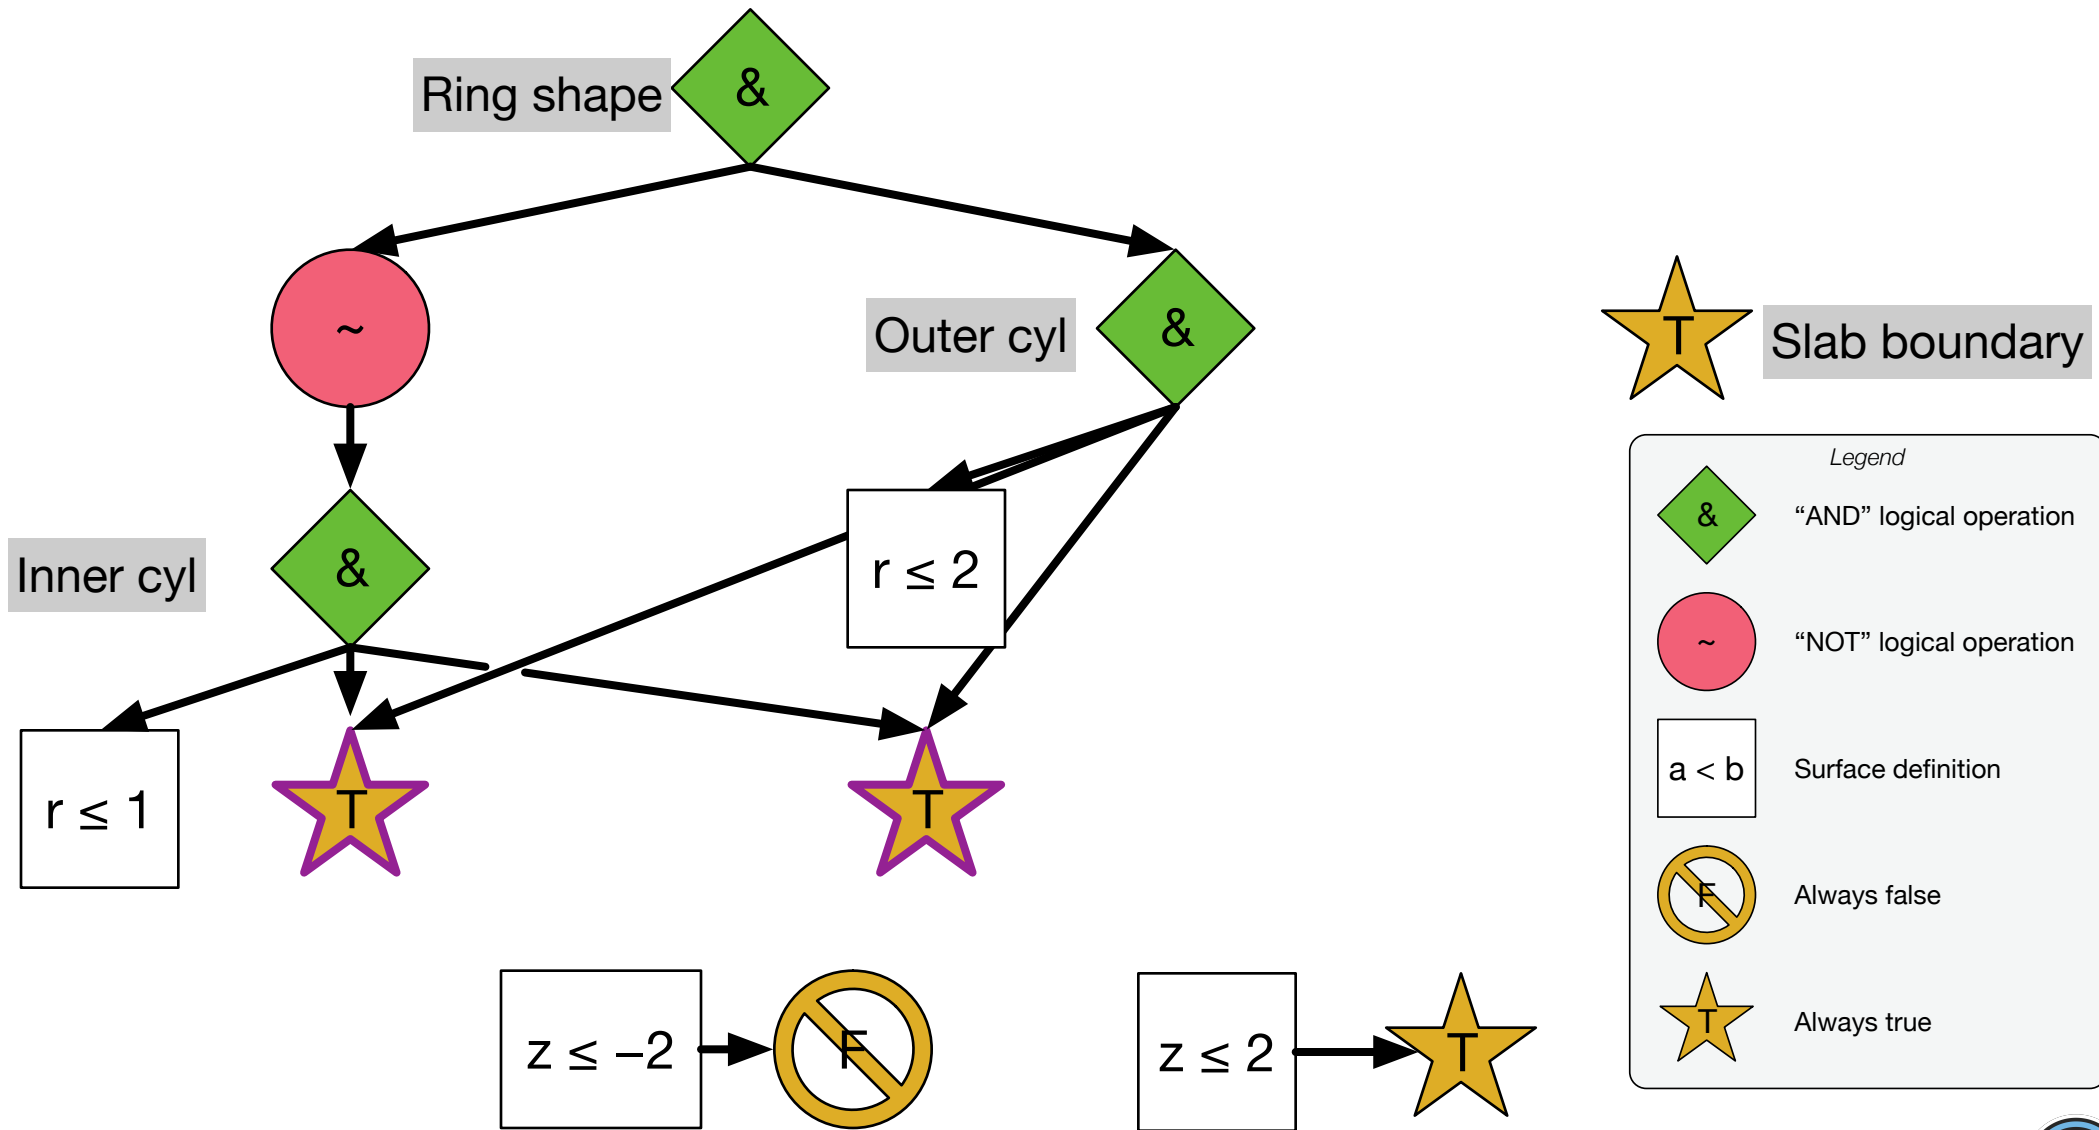 &
Ring shape
~
Outer cyl
&
T
Slab boundary
Inner cyl
&
r ≤ 2
r ≤ 1
T
T
z ≤ −2
F
z ≤ 2
T
Legend
&
“AND” logical operation
~
“NOT” logical operation
a < b
Surface definition
F
Always false
T
Always true